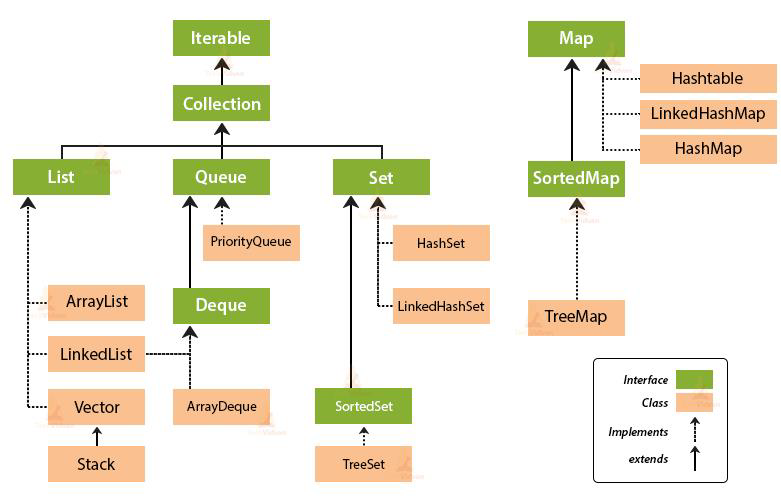 Iterable
Map
Collection
Hashtable
LinkedHashMap
HashMap
List
Queue
Set
SortedMap
PriorityQueue
HashSet
ArrayList
Deque
LinkedHashSet
TreeMap
LinkedList
Vector
ArrayDeque
SortedSet
Stack
TreeSet
Interface
Class
Implements
extends